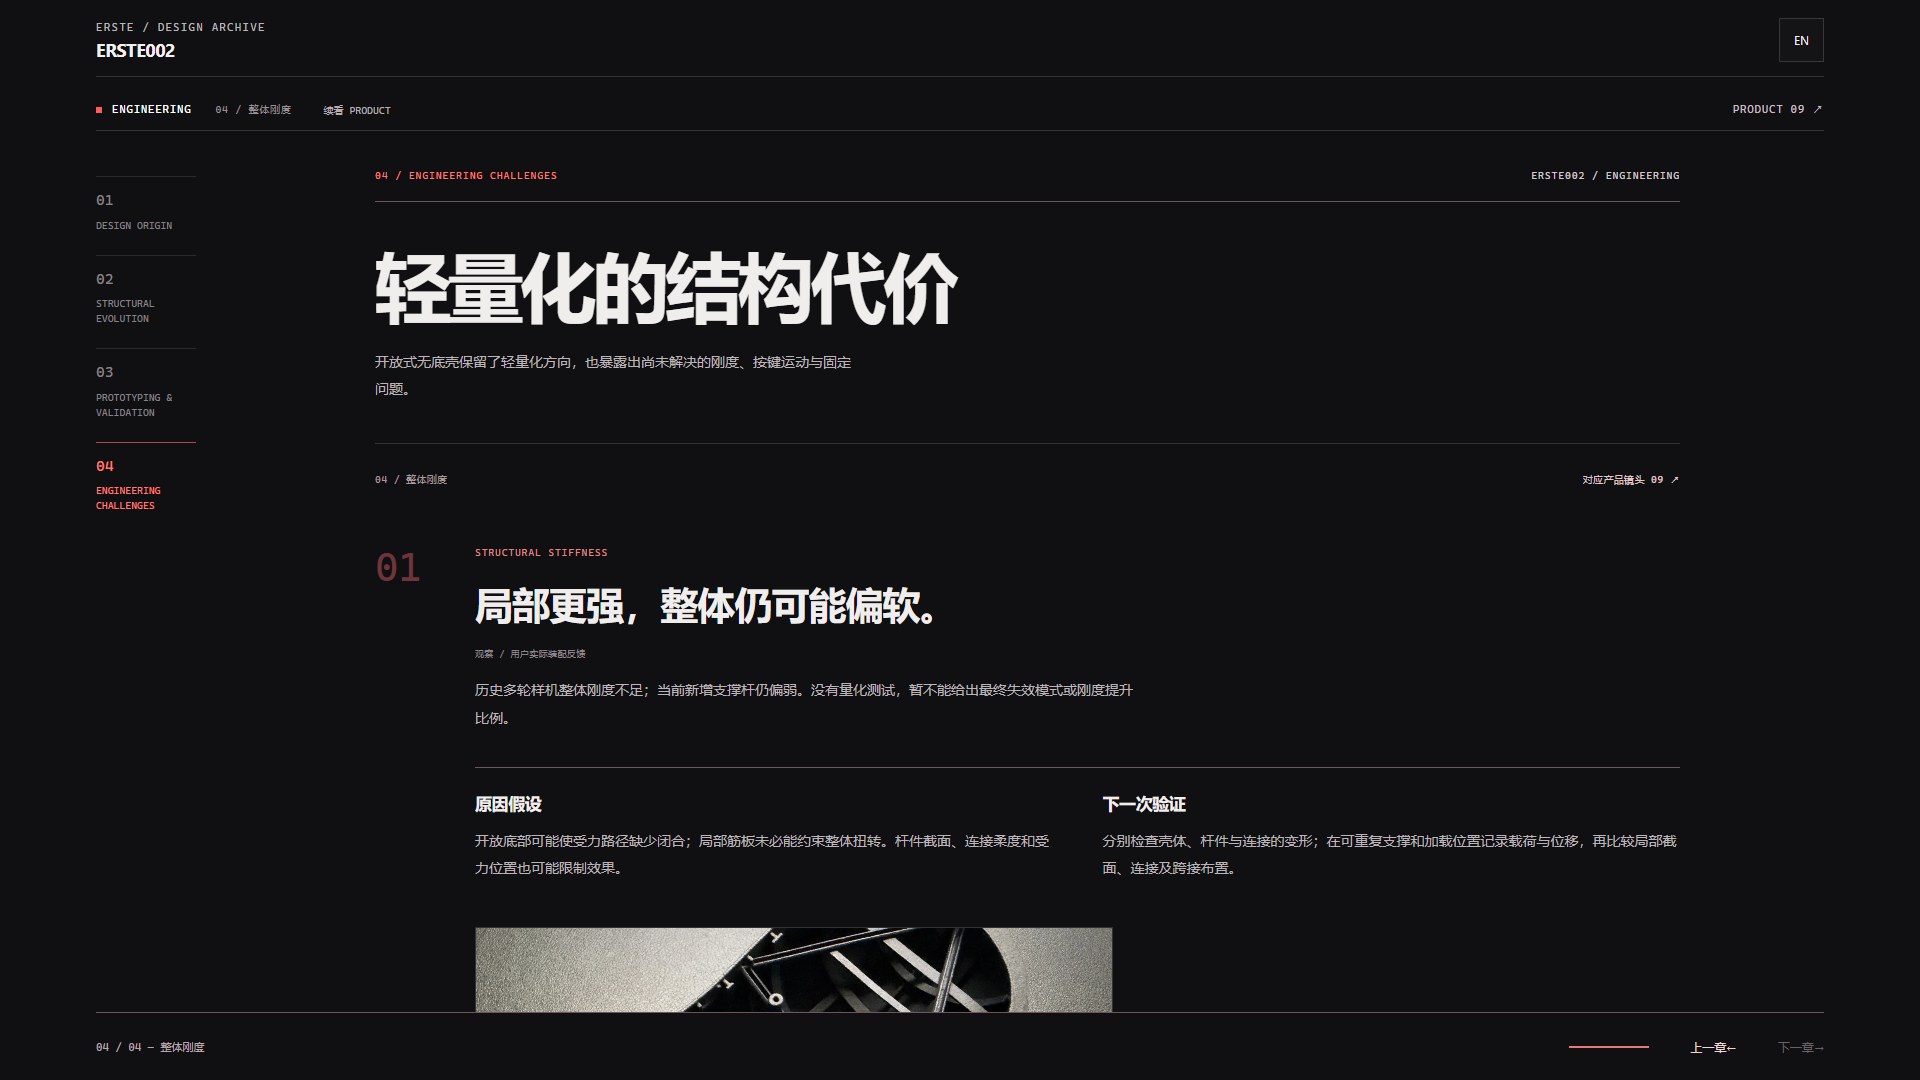 ERSTE / DESIGN ARCHIVE
ERSTE002
EN
ENGINEERING
04 / 整体刚度
续看 PRODUCT
PRODUCT 09 ↗
01
DESIGN ORIGIN
02
STRUCTURAL
EVOLUTION
03
PROTOTYPING &
VALIDATION
04
ENGINEERING
CHALLENGES
04 / ENGINEERING CHALLENGES
ERSTE002 / ENGINEERING
轻量化的结构代价
开放式无底壳保留了轻量化方向，也暴露出尚未解决的刚度、按键运动与固定
问题。
04 / 整体刚度
对应产品镜头 09 ↗
01
STRUCTURAL STIFFNESS
局部更强，整体仍可能偏软。
观察 / 用户实际装配反馈
历史多轮样机整体刚度不足；当前新增支撑杆仍偏弱。没有量化测试，暂不能给出最终失效模式或刚度提升
比例。
原因假设
开放底部可能使受力路径缺少闭合；局部筋板未必能约束整体扭转。杆件截面、连接柔度和受
力位置也可能限制效果。
下一次验证
分别检查壳体、杆件与连接的变形；在可重复支撑和加载位置记录载荷与位移，再比较局部截
面、连接及跨接布置。
04 / 04 — 整体刚度
上一章←
下一章→